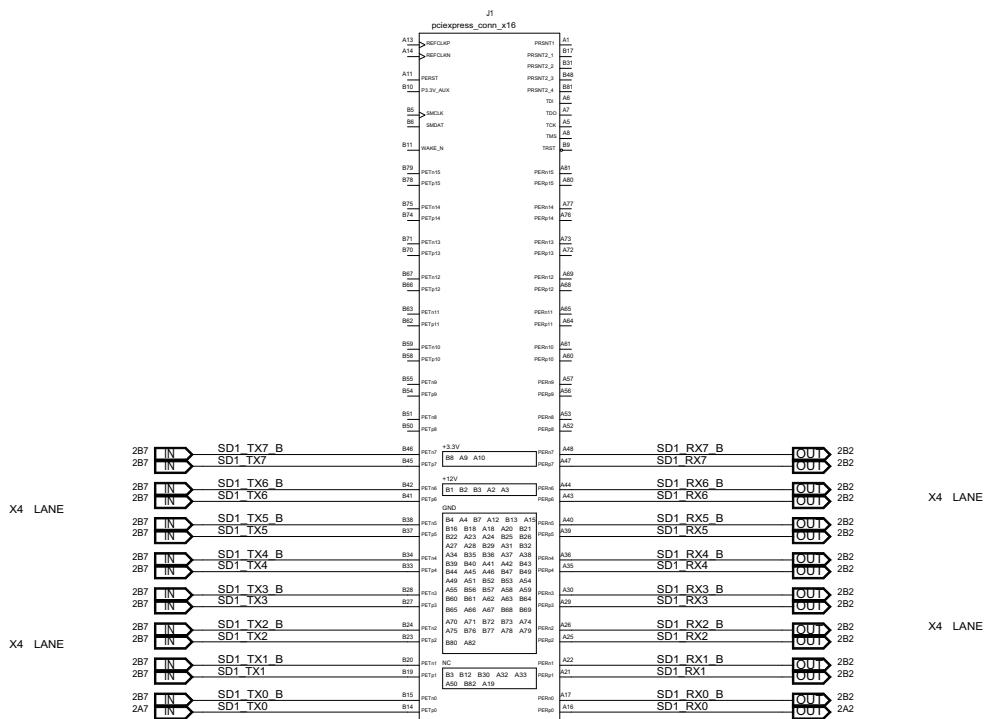 J1
pciexpress_conn_x16
A13 REFCLKP PRSNT1 A1
A14 REFCLKN PRSNT2_1 B17
PRSNT2_2 B31
A11 PERST PRSNT2_3 B48
B10 P3.3V_AUX PRSNT2_4 B81
TDI A6
B5 SMCLK TDO A7
B6 SMDAT TCK A5
TMS A8
B11 WAKE_N TRST B9
B79 PETn15 PERn15 A81
B78 PETp15 PERp15 A80
B75 PETn14 PERn14 A77
B74 PETp14 PERp14 A76
B71 PETn13 PERn13 A73
B70 PETp13 PERp13 A72
B67 PETn12 PERn12 A69
B66 PETp12 PERp12 A68
B63 PETn11 PERn11 A65
B62 PETp11 PERp11 A64
B59 PETn10 PERn10 A61
B58 PETp10 PERp10 A60
B55 PETn9 PERn9 A57
B54 PETp9 PERp9 A56
B51 PETn8 PERn8 A53
B50 PETp8 PERp8 A52
2B7 IN SD1_TX7_B B46 PETn7 PERn7 A48 SD1_RX7_B OUT 2B2
2B7 IN SD1_TX7 B45 PETp7 PERp7 A47 SD1_RX7 OUT 2B2
2B7 IN SD1_TX6_B B42 PETn6 PERn6 A44 SD1_RX6_B OUT 2B2
2B7 IN SD1_TX6 B41 PETp6 PERp6 A43 SD1_RX6 OUT 2B2
X4 LANE
X4 LANE
2B7 IN SD1_TX5_B B38 PETn5 PERn5 A40 SD1_RX5_B OUT 2B2
2B7 IN SD1_TX5 B37 PETp5 PERp5 A39 SD1_RX5 OUT 2B2
2B7 IN SD1_TX4_B B34 PETn4 PERn4 A36 SD1_RX4_B OUT 2B2
2B7 IN SD1_TX4 B33 PETp4 PERp4 A35 SD1_RX4 OUT 2B2
2B7 IN SD1_TX3_B B28 PETn3 PERn3 A30 SD1_RX3_B OUT 2B2
2B7 IN SD1_TX3 B27 PETp3 PERp3 A29 SD1_RX3 OUT 2B2
2B7 IN SD1_TX2_B B24 PETn2 PERn2 A26 SD1_RX2_B OUT 2B2
2B7 IN SD1_TX2 B23 PETp2 PERp2 A25 SD1_RX2 OUT 2B2
X4 LANE
X4 LANE
2B7 IN SD1_TX1_B B20 PETn1 PERn1 A22 SD1_RX1_B OUT 2B2
2B7 IN SD1_TX1 B19 PETp1 PERp1 A21 SD1_RX1 OUT 2B2
2B7 IN SD1_TX0_B B15 PETn0 PERn0 A17 SD1_RX0_B OUT 2B2
2A7 IN SD1_TX0 B14 PETp0 PERp0 A16 SD1_RX0 OUT 2A2
+3.3V
B8 A9 A10
+12V
B1 B2 B3 A2 A3
GND
B4 A4 B7 A12 B13 A15
B16 B18 A18 A20 B21
B22 A23 A24 B25 B26
A27 A28 B29 A31 B32
A34 B35 B36 A37 A38
B39 B40 A41 A42 B43
B44 A45 A46 B47 B49
A49 A51 B52 B53 A54
A55 B56 B57 A58 A59
B60 B61 A62 A63 B64
B65 A66 A67 B68 B69
A70 A71 B72 B73 A74
A75 B76 B77 A78 A79
B80 A82
NC
B3 B12 B30 A32 A33
A50 B82 A19